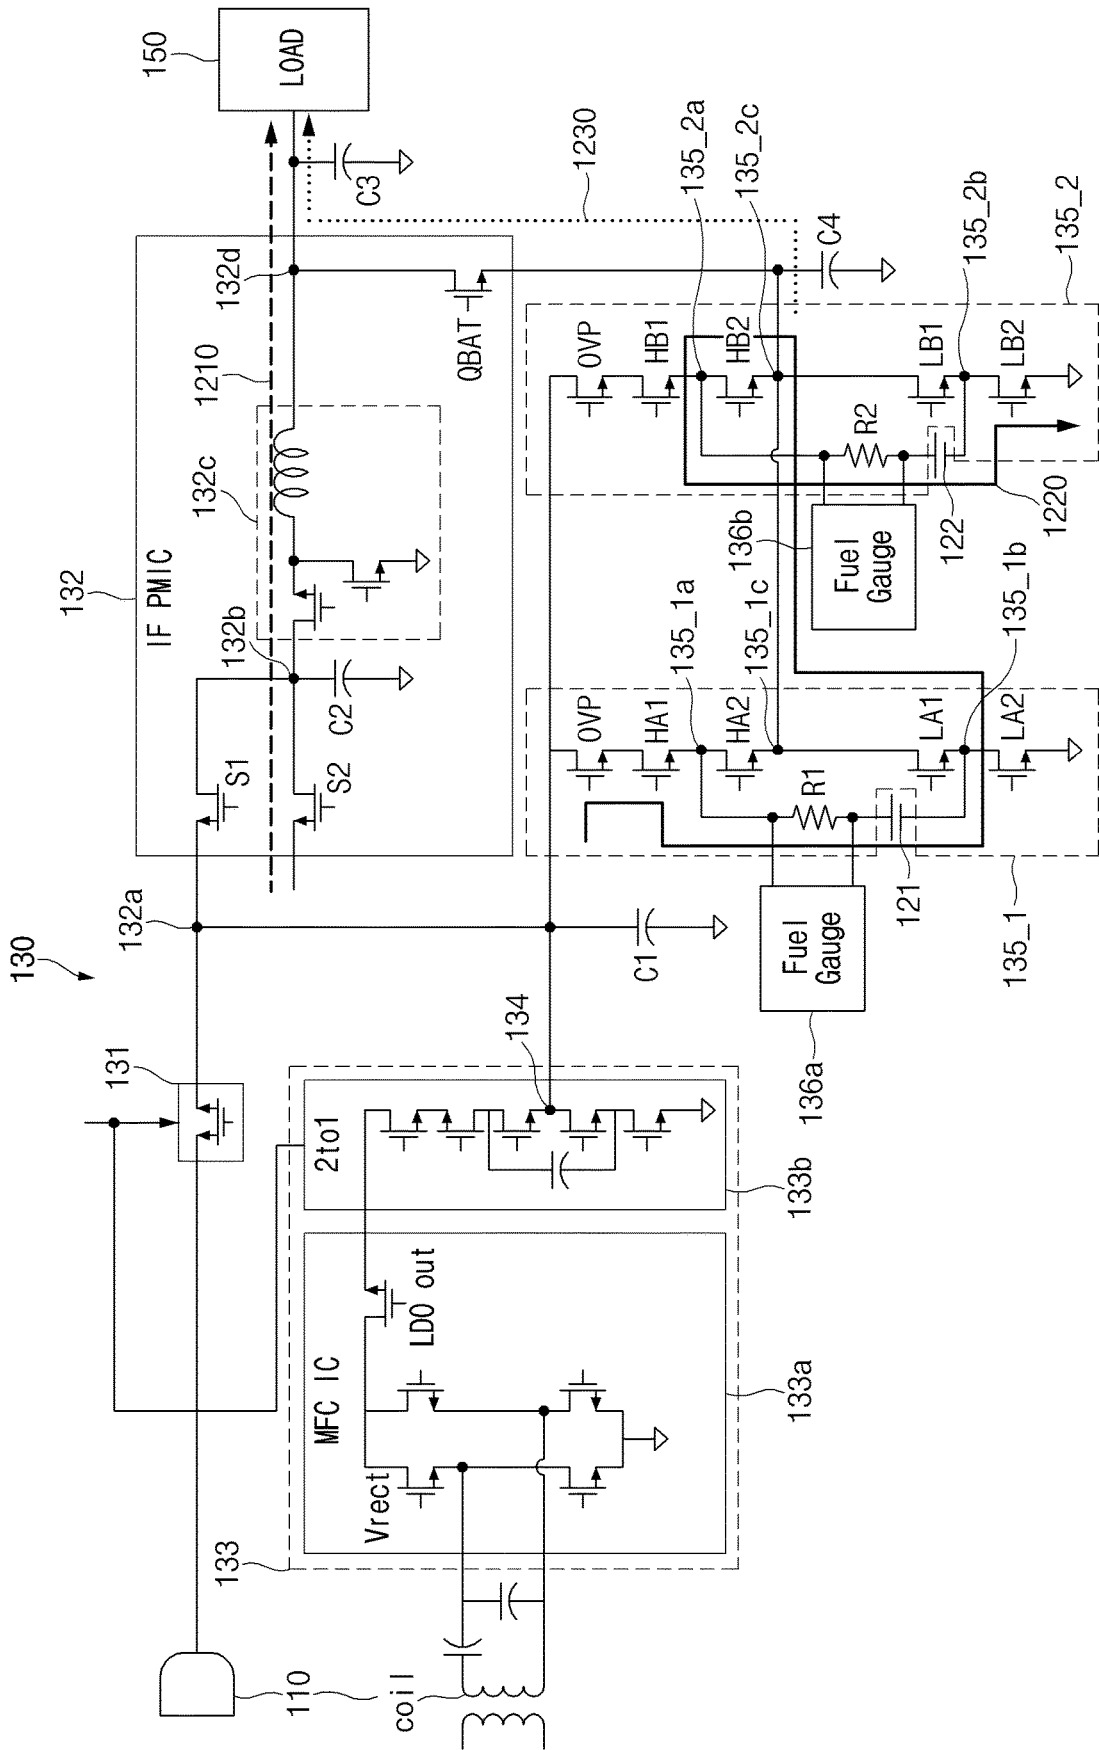 130
150
LOAD
C3
1230
135_2a
135_2c
132
IF PMIC
132d
1210
132c
132b
C2
S1
S2
QBAT
C4
135_2b
135_2
OVP
HB1
HB2
LB1
LB2
R2
122
1220
136b
Fuel
Gauge
132a
135_1a
135_1c
135_1b
OVP
HA1
HA2
LA1
LA2
R1
121
135_1
C1
Fuel
Gauge
136a
131
134
2to1
133b
MFC IC
LDO out
Vrect
133a
133
110
coil